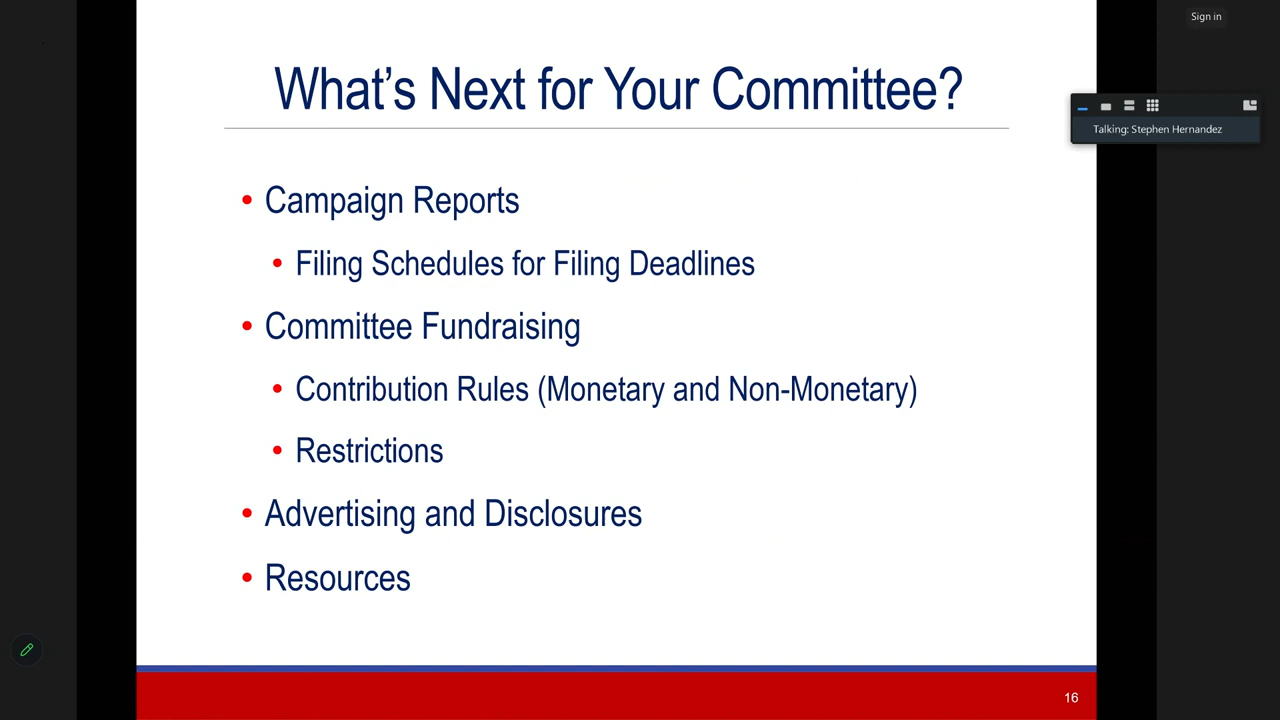 Sign in
What's Next for Your Committee?
Talking: Stephen Hernandez
• Campaign Reports
• Filing Schedules for Filing Deadlines
• Committee Fundraising
• Contribution Rules (Monetary and Non-Monetary)
• Restrictions
• Advertising and Disclosures
• Resources
16